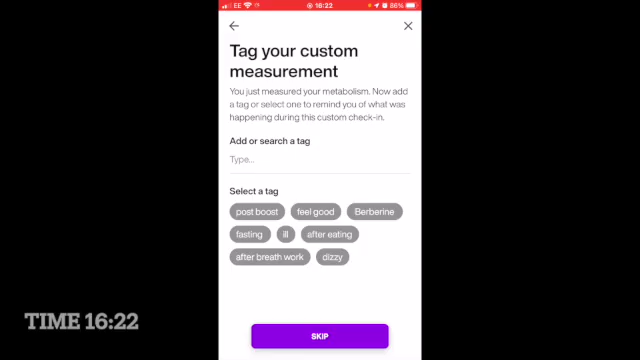 EE 16:22 86%
Tag your custom
measurement
You just measured your metabolism. Now add
a tag or select one to remind you of what was
happening during this custom check-in.
Add or search a tag
Type...
Select a tag
post boost feel good Berberine
fasting ill after eating
after breath work dizzy
TIME 16:22
SKIP